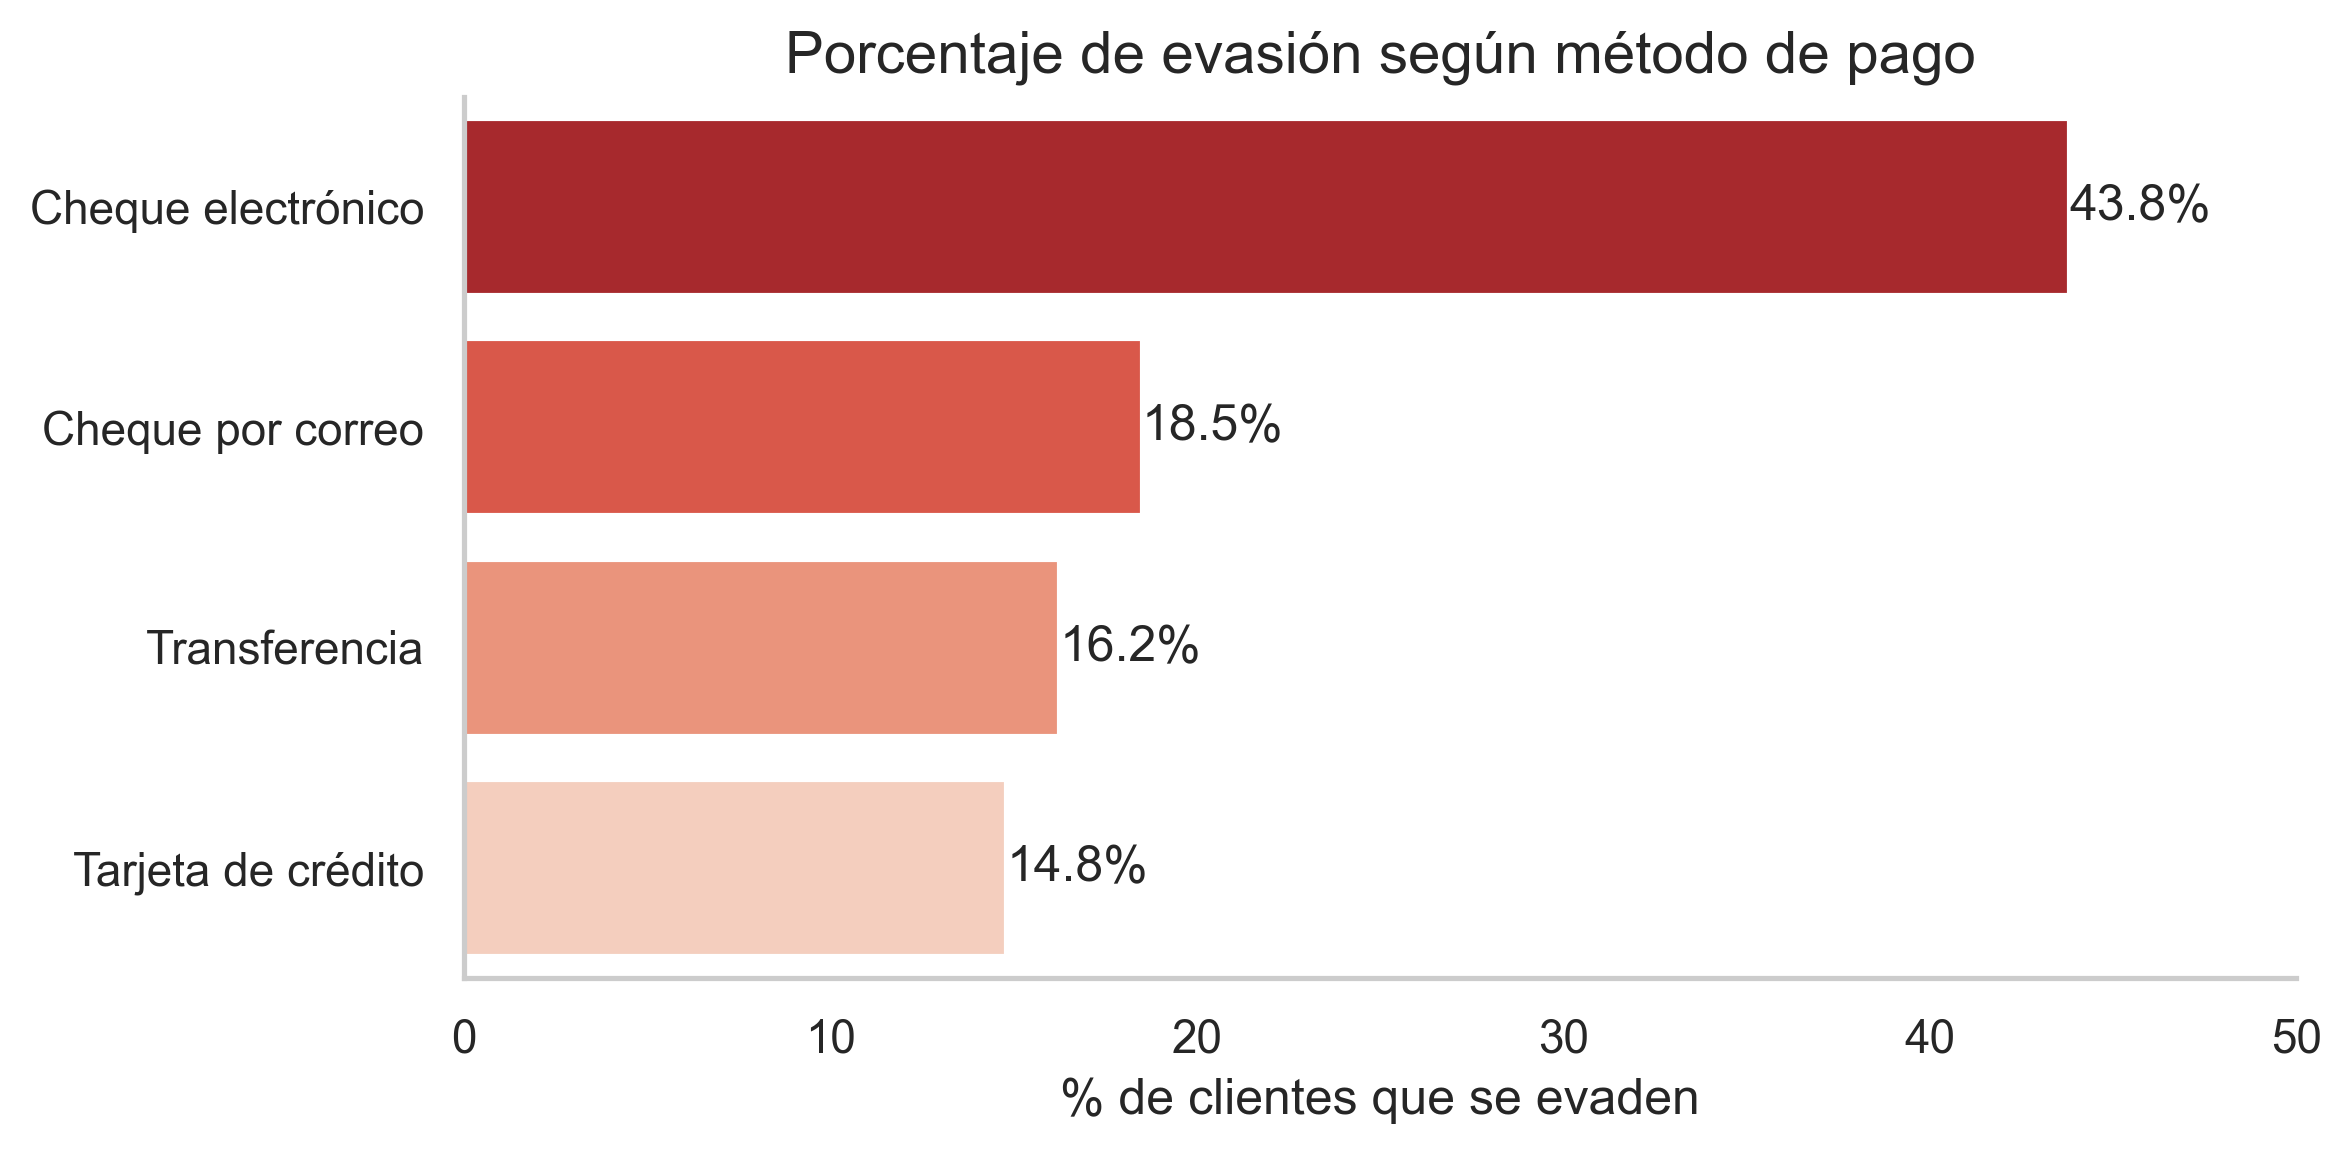 Porcentaje de evasión según método de pago
Cheque electrónico
43.8%
Cheque por correo
18.5%
Transferencia
16.2%
Tarjeta de crédito
14.8%
0 10 20 30 40 50
% de clientes que se evaden